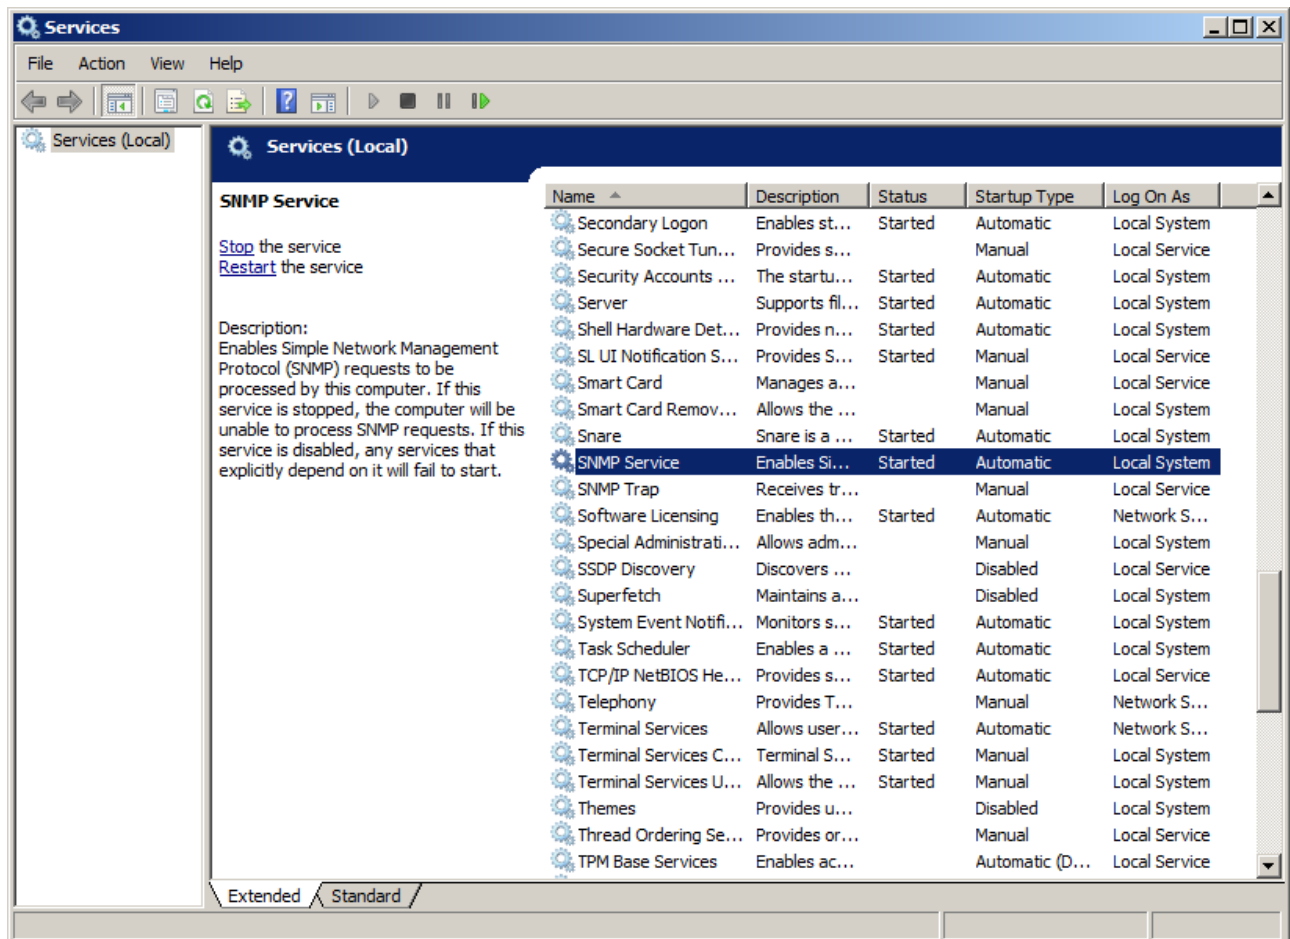 Services
File Action View Help
Services (Local)
Services (Local)
SNMP Service
Stop the service
Restart the service
Description:
Enables Simple Network Management
Protocol (SNMP) requests to be
processed by this computer. If this
service is stopped, the computer will be
unable to process SNMP requests. If this
service is disabled, any services that
explicitly depend on it will fail to start.
Name Description Status Startup Type Log On As
Secondary Logon Enables st... Started Automatic Local System
Secure Socket Tun... Provides s... Manual Local Service
Security Accounts ... The startu... Started Automatic Local System
Server Supports fil... Started Automatic Local System
Shell Hardware Det... Provides n... Started Automatic Local System
SL UI Notification S... Provides S... Started Manual Local Service
Smart Card Manages a... Manual Local Service
Smart Card Remov... Allows the ... Manual Local System
Snare Snare is a ... Started Automatic Local System
SNMP Service Enables Si... Started Automatic Local System
SNMP Trap Receives tr... Manual Local Service
Software Licensing Enables th... Started Automatic Network S...
Special Administrati... Allows adm... Manual Local System
SSDP Discovery Discovers ... Disabled Local Service
Superfetch Maintains a... Disabled Local System
System Event Notifi... Monitors s... Started Automatic Local System
Task Scheduler Enables a ... Started Automatic Local System
TCP/IP NetBIOS He... Provides s... Started Automatic Local Service
Telephony Provides T... Manual Network S...
Terminal Services Allows user... Started Automatic Network S...
Terminal Services C... Terminal S... Started Manual Local System
Terminal Services U... Allows the ... Started Manual Local System
Themes Provides u... Disabled Local System
Thread Ordering Se... Provides or... Manual Local Service
TPM Base Services Enables ac... Automatic (D... Local Service
Extended Standard